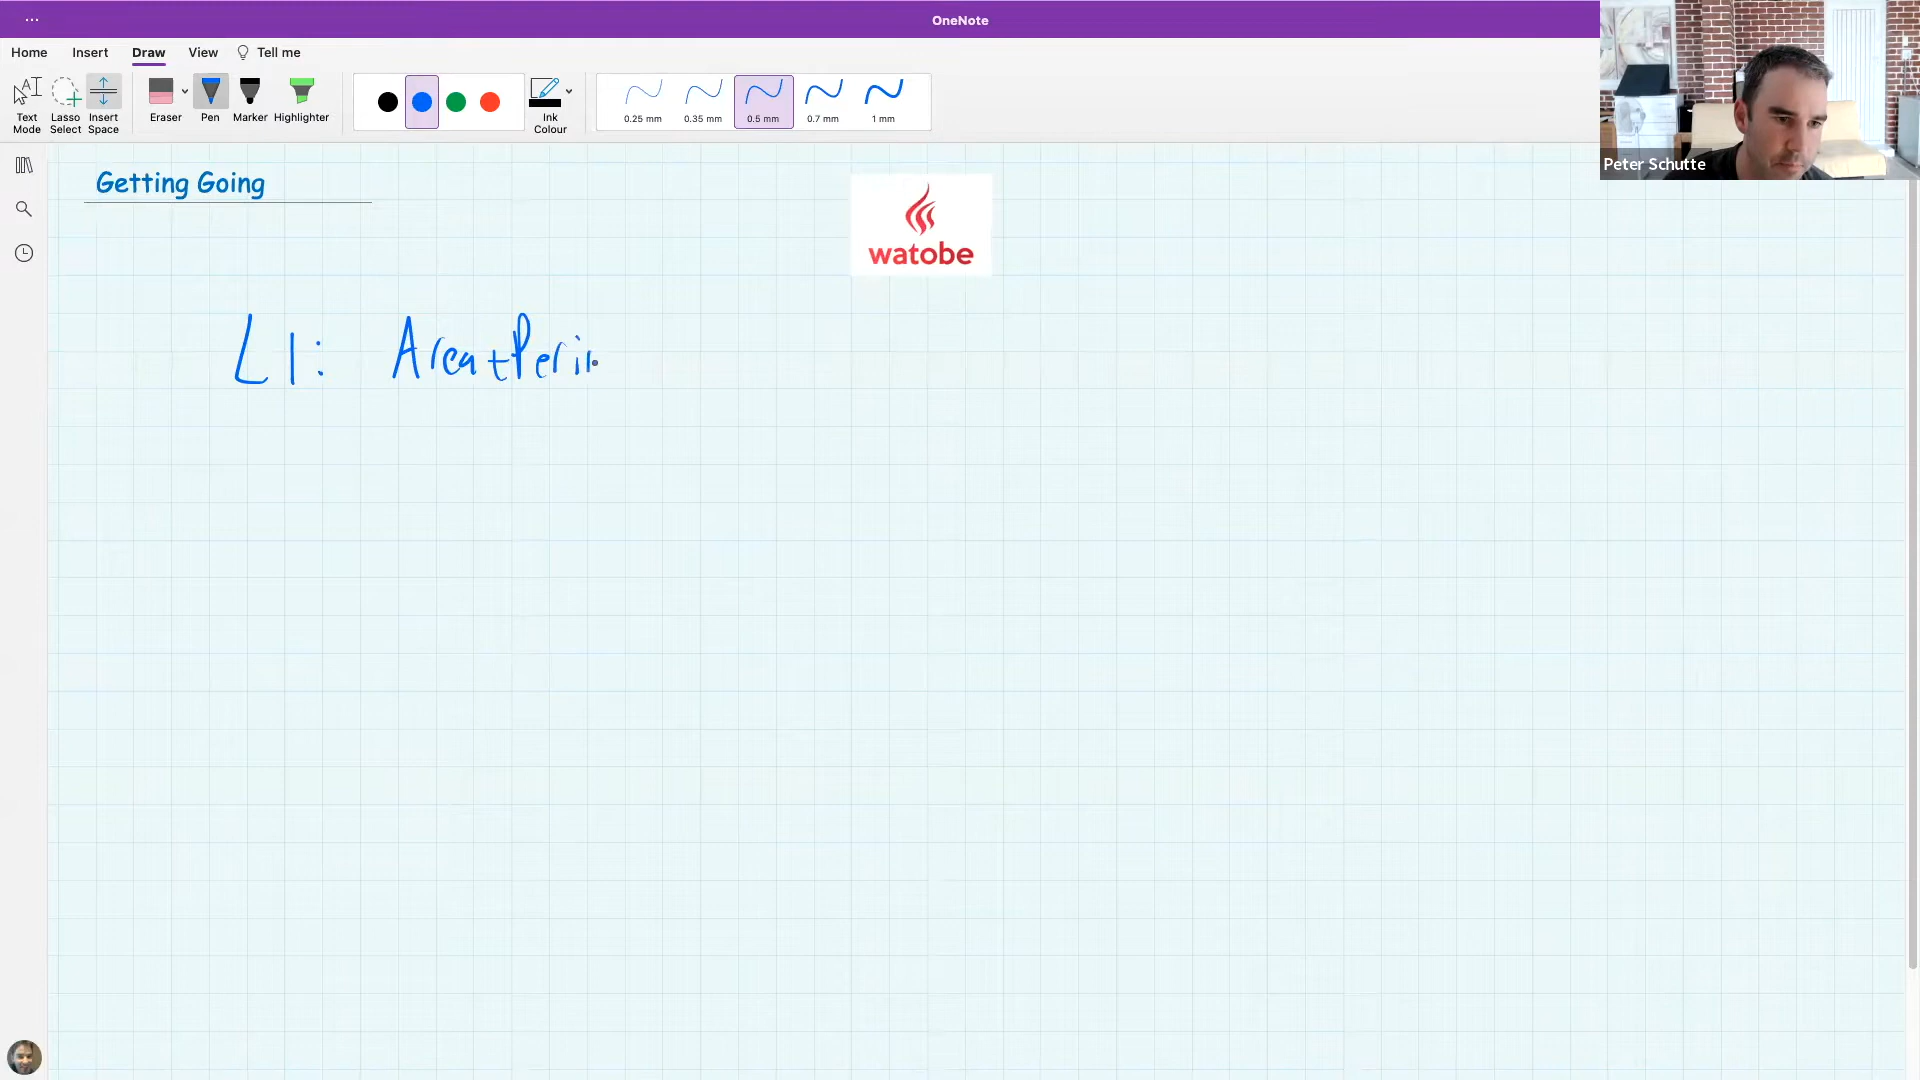 OneNote
Home Insert Draw View Tell me
Text Mode
Lasso Select
Insert Space
Eraser
Pen
Marker
Highlighter
Ink Colour
0.25 mm
0.35 mm
0.5 mm
0.7 mm
1 mm
Peter Schutte
Getting Going
watobe
L1: Area + Perin